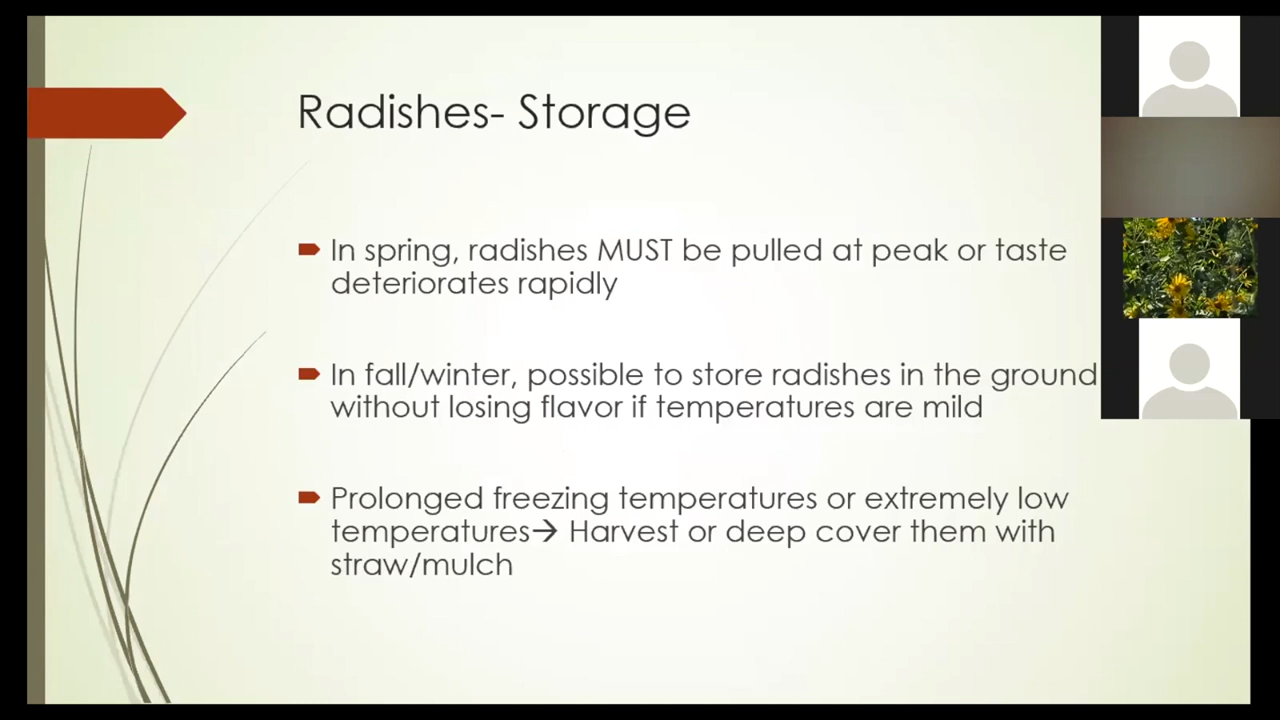 Radishes- Storage
In spring, radishes MUST be pulled at peak or taste
deteriorates rapidly
In fall/winter, possible to store radishes in the ground
without losing flavor if temperatures are mild
Prolonged freezing temperatures or extremely low
temperatures→ Harvest or deep cover them with
straw/mulch